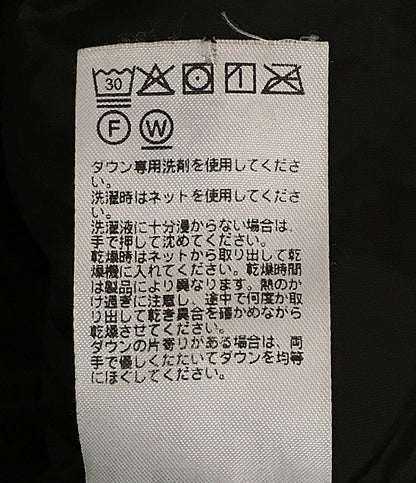 30
F W
ダウン専用洗剤を使用してくださ
い。
洗濯時はネットを使用してくださ
い。
洗濯液に十分浸からない場合は、
手で押して沈めてください。
乾燥時はネットから取り出して乾
燥機に入れてください。乾燥時間
は製品により異なります。熱のか
け過ぎに注意し、途中で何度か取
り出して乾き具合を確かめながら
乾燥させてください。
ダウンの片寄りがある場合は、両
手で優しくたたいてダウンを均等
にほぐしてください。